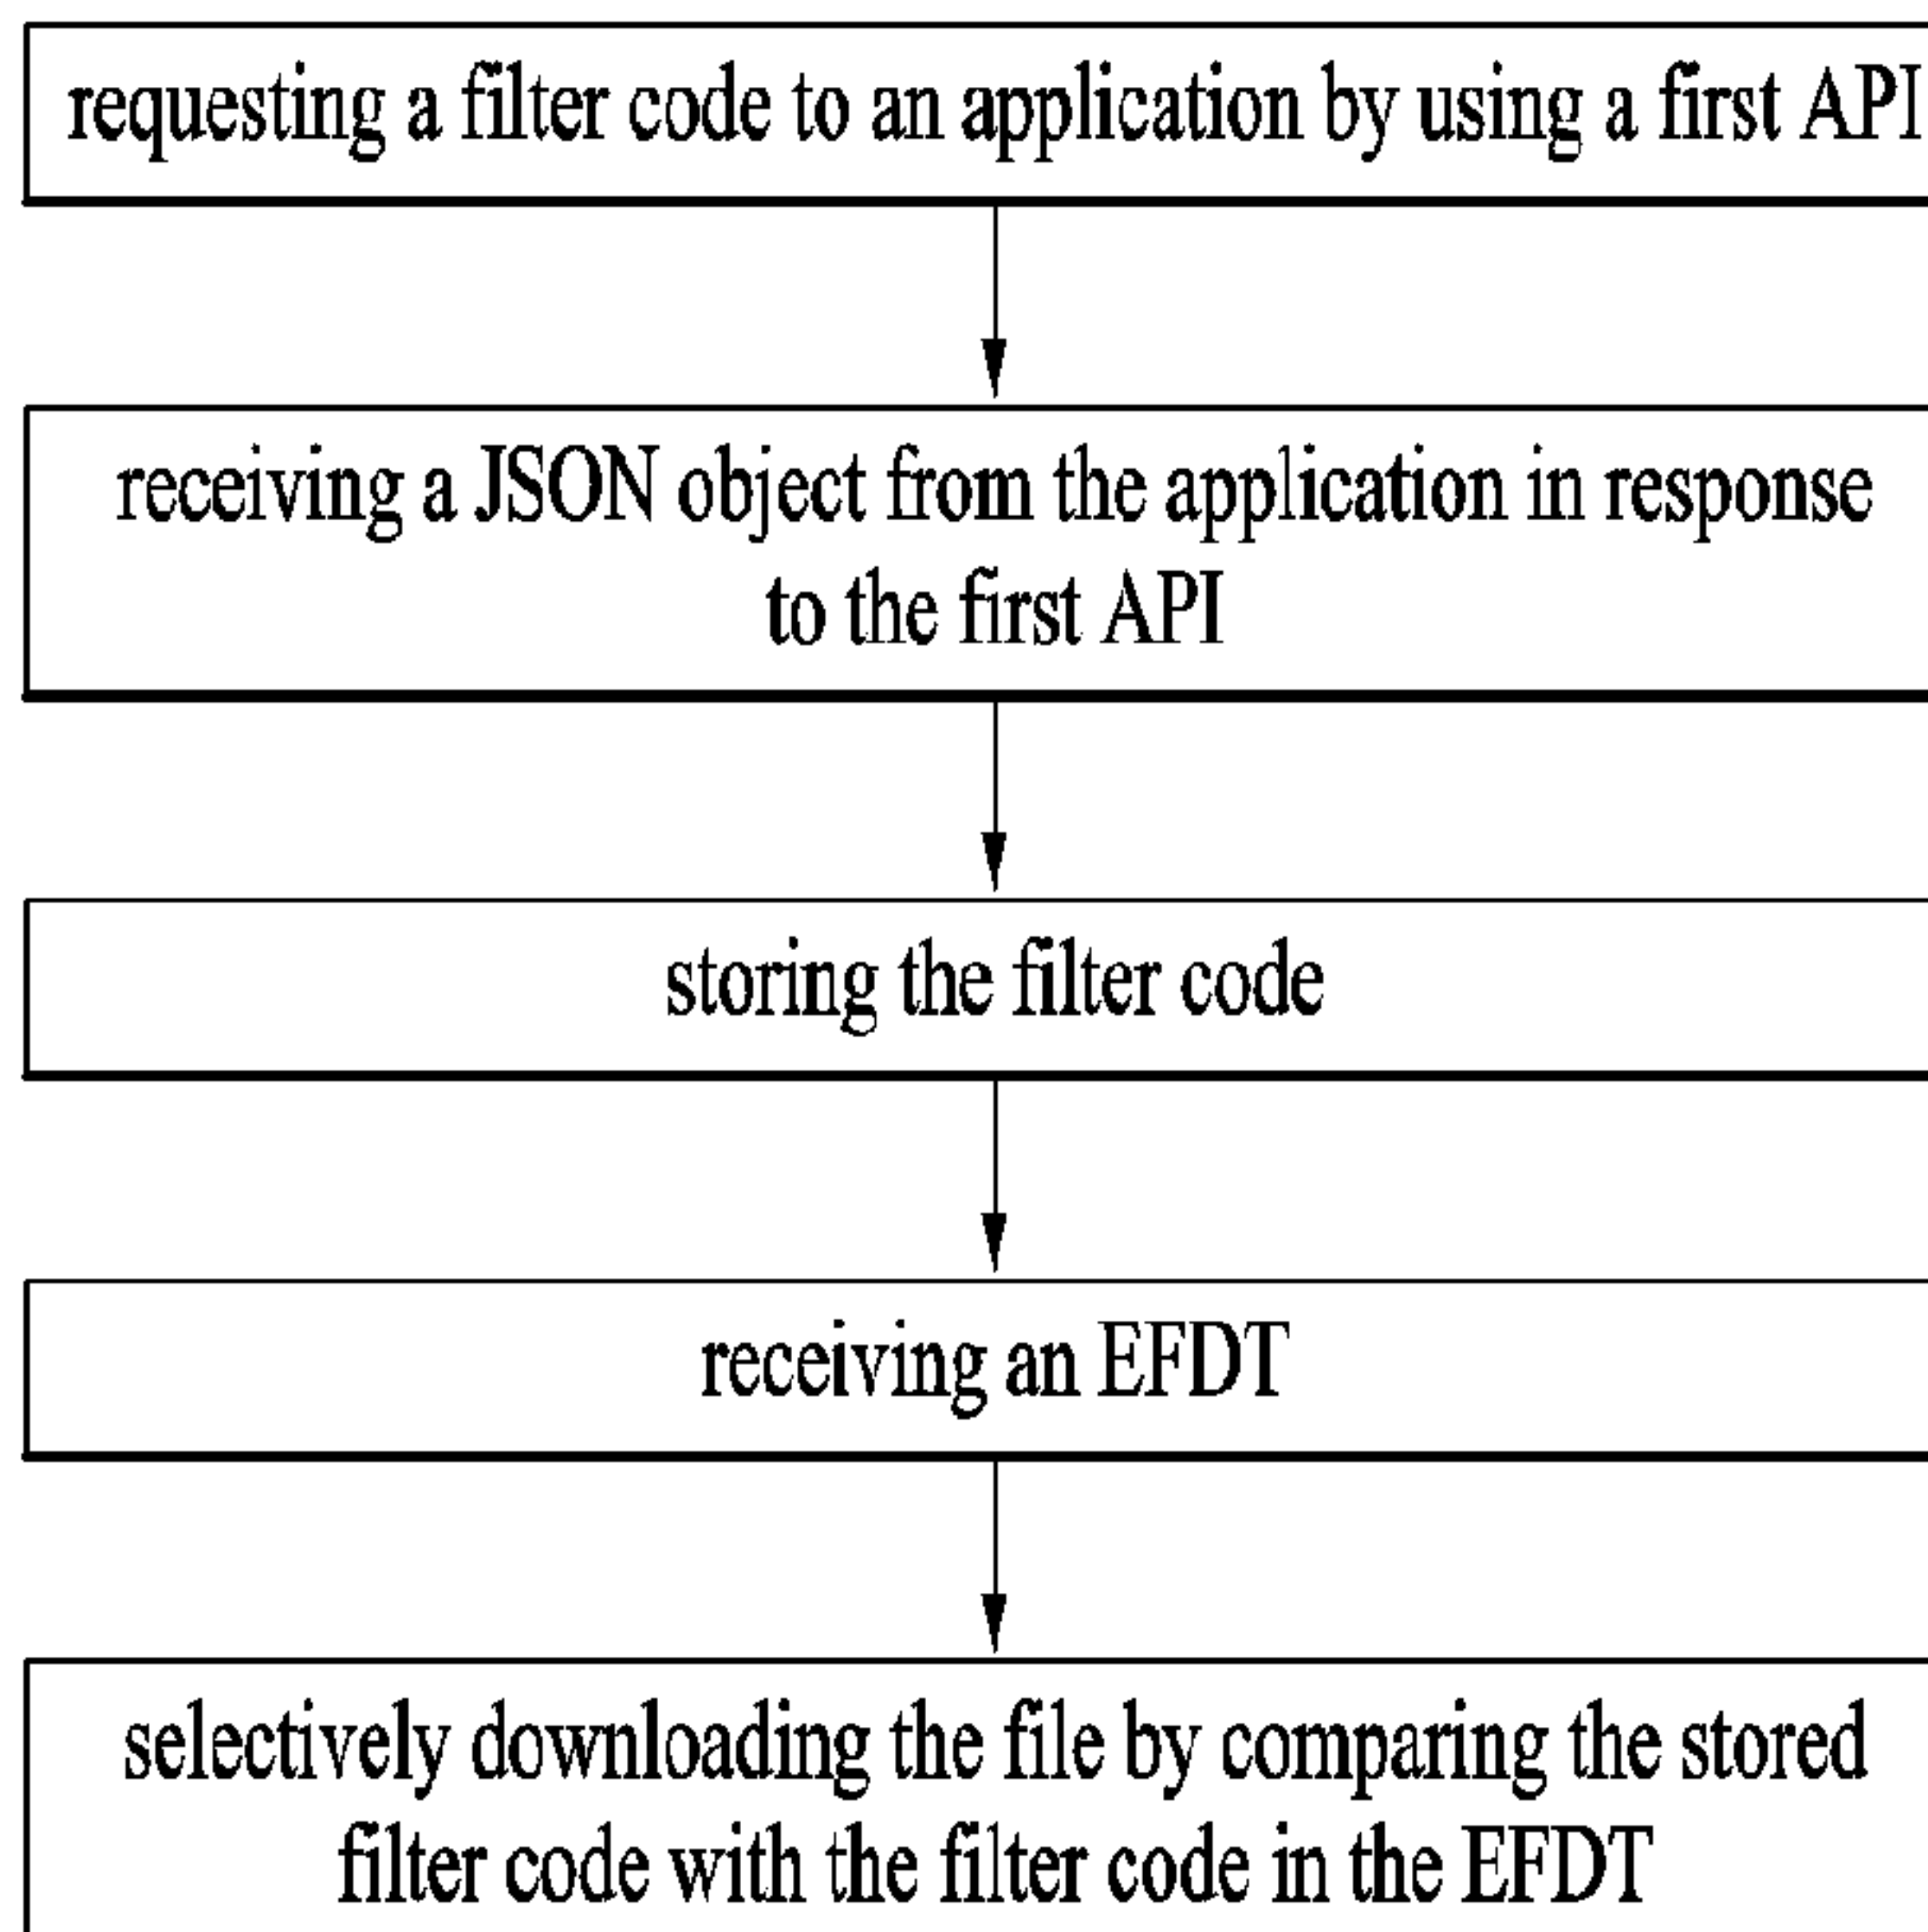 requesting a filter code to an application by using a first API
receiving a JSON object from the application in response
to the first API
storing the filter code
receiving an EFDT
selectively downloading the file by comparing the stored
filter code with the filter code in the EFDT